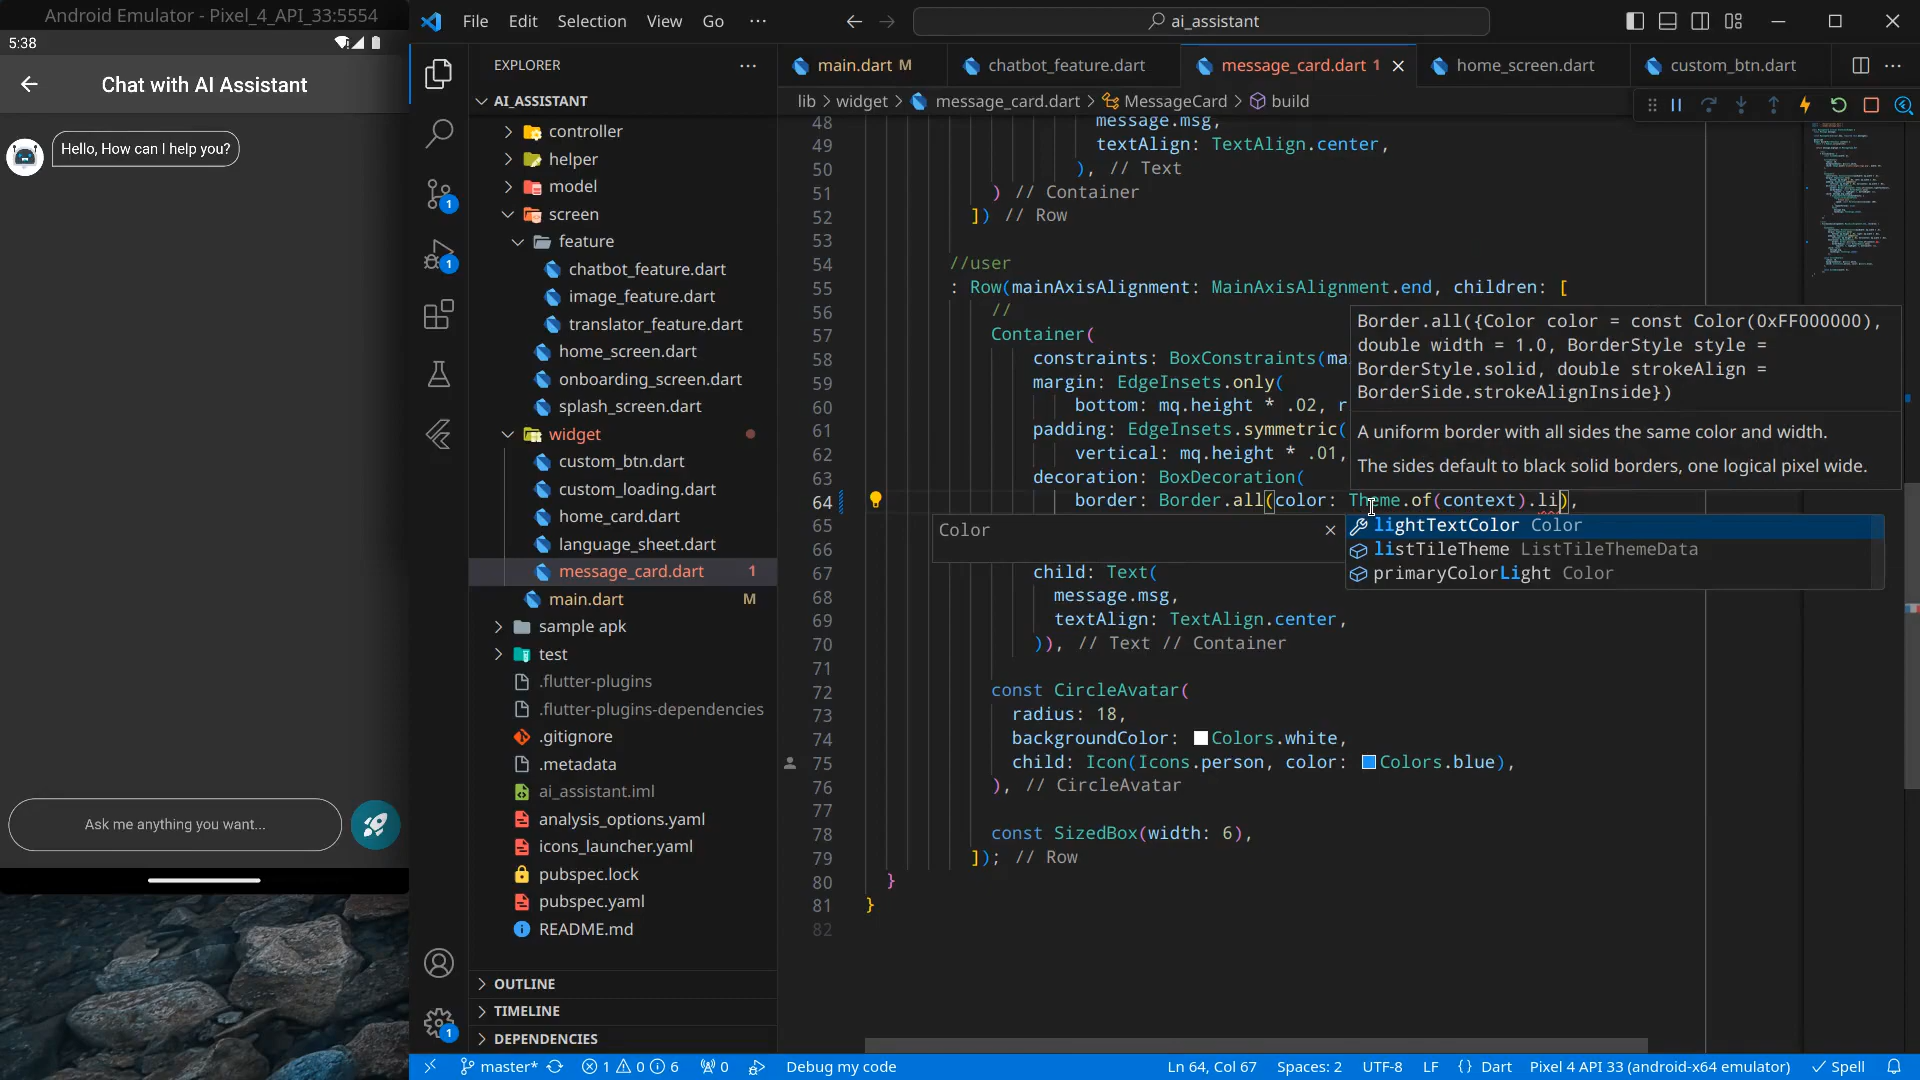 Android Emulator - Pixel_4_API_33:5554
5:38
Chat with AI Assistant
Hello, How can I help you?
Ask me anything you want...
File Edit Selection View Go ···
ai_assistant
EXPLORER
AI_ASSISTANT
controller
helper
model
screen
feature
chatbot_feature.dart
image_feature.dart
translator_feature.dart
home_screen.dart
onboarding_screen.dart
splash_screen.dart
widget
custom_btn.dart
custom_loading.dart
home_card.dart
language_sheet.dart
message_card.dart 1
main.dart M
sample apk
test
.flutter-plugins
.flutter-plugins-dependencies
.gitignore
.metadata
ai_assistant.iml
analysis_options.yaml
icons_launcher.yaml
pubspec.lock
pubspec.yaml
README.md
OUTLINE
TIMELINE
DEPENDENCIES
1
1
1
main.dart M chatbot_feature.dart message_card.dart 1 home_screen.dart custom_btn.dart
lib > widget > message_card.dart > MessageCard > build
48 message.msg,
49 textAlign: TextAlign.center,
50 ), // Text
51 ) // Container
52 ]) // Row
53
54 //user
55 : Row(mainAxisAlignment: MainAxisAlignment.end, children: [
56 //
57 Container(
58 constraints: BoxConstraints(ma
59 margin: EdgeInsets.only(
60 bottom: mq.height * .02, r
61 padding: EdgeInsets.symmetric(
62 vertical: mq.height * .01,
63 decoration: BoxDecoration(
64 border: Border.all(color: Theme.of(context).li),
65
66
67 child: Text(
68 message.msg,
69 textAlign: TextAlign.center,
70 )), // Text // Container
71
72 const CircleAvatar(
73 radius: 18,
74 backgroundColor: Colors.white,
75 child: Icon(Icons.person, color: Colors.blue),
76 ), // CircleAvatar
77
78 const SizedBox(width: 6),
79 ]); // Row
80 }
81 }
82
Border.all({Color color = const Color(0xFF000000),
double width = 1.0, BorderStyle style =
BorderStyle.solid, double strokeAlign =
BorderSide.strokeAlignInside})
A uniform border with all sides the same color and width.
The sides default to black solid borders, one logical pixel wide.
Color
lightTextColor Color
listTileTheme ListTileThemeData
primaryColorLight Color
master* 1 0 6 0 Debug my code Ln 64, Col 67 Spaces: 2 UTF-8 LF {} Dart Pixel 4 API 33 (android-x64 emulator) Spell